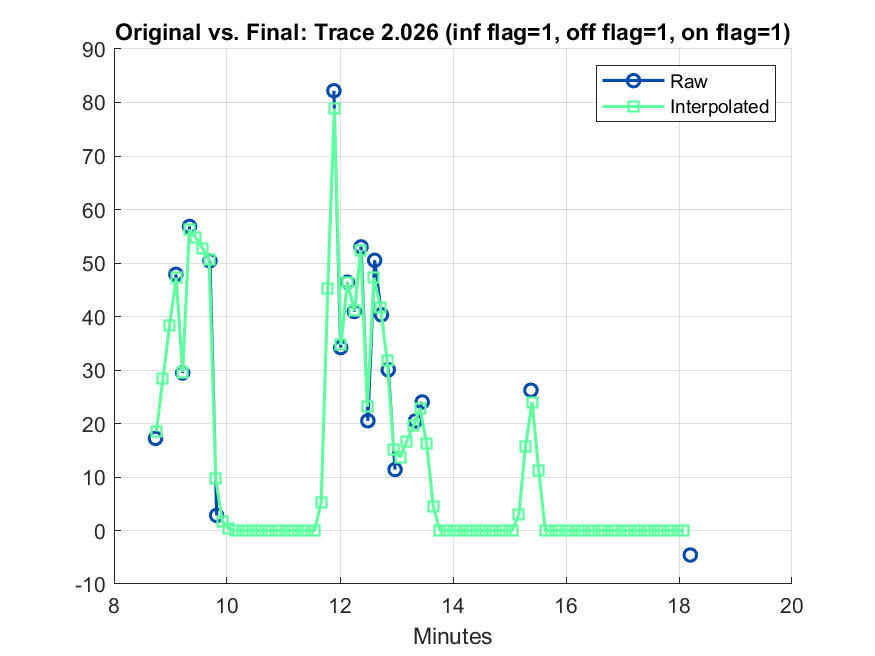 Original vs. Final: Trace 2.026 (inf flag=1, off flag=1, on flag=1)
90
80
70
60
50
40
30
20
10
0
-10
Raw
Interpolated
8 10 12 14 16 18 20
Minutes